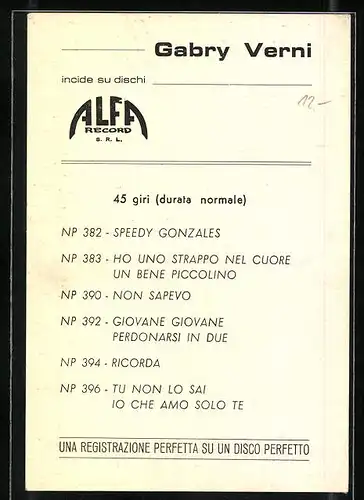 Gabry Verni
incide su dischi
12.-
ALFA
RECORD
S. R. L.
45 giri (durata normale)
NP 382 - SPEEDY GONZALES
NP 383 - HO UNO STRAPPO NEL CUORE
UN BENE PICCOLINO
NP 390 - NON SAPEVO
NP 392 - GIOVANE GIOVANE
PERDONARSI IN DUE
NP 394 - RICORDA
NP 396 - TU NON LO SAI
IO CHE AMO SOLO TE
UNA REGISTRAZIONE PERFETTA SU UN DISCO PERFETTO